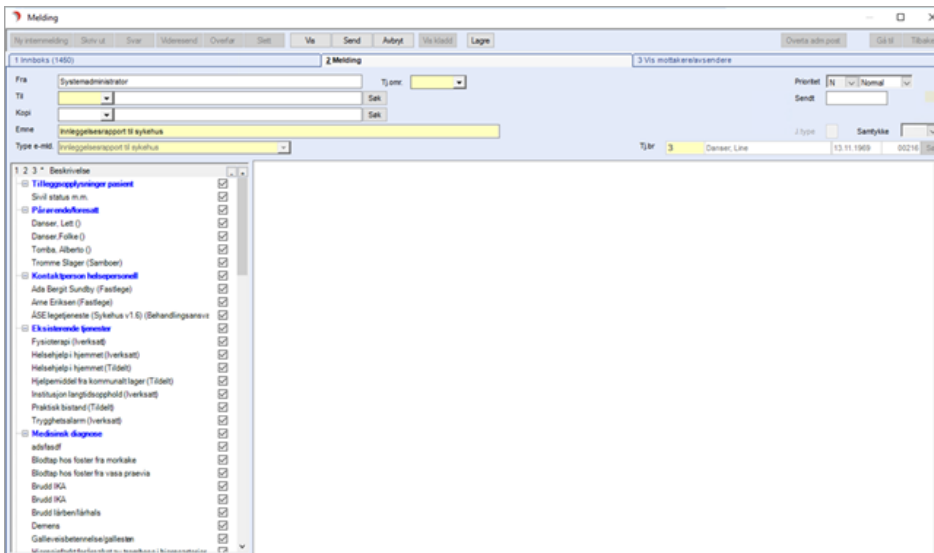 Melding
Ny internmelding Skriv ut Svar Videresend Overfør Slett Vis Send Avbryt Vis kladd Lagre Overta adm.post Gå til Tilbake
1 Innboks (1460) 2 Melding 3 Vis mottakere/avsendere
Fra Systemadministrator Tj.omr. Prioritet N Normal
Til Søk Sendt
Kopi Søk
Emne Innleggelsesrapport til sykehus J.type Samtykke
Type e-mld. Innleggelsesrapport til sykehus Tj.br 3 Danser, Line 13.11.1969 00216
1 2 3 * Beskrivelse
Tilleggsopplysninger pasient
Sivil status m.m.
Pårørende/foresatt
Danser, Lett ()
Danser,Folke ()
Tomba, Alberto ()
Tromme Slager (Samboer)
Kontaktperson helsepersonell
Ada Bergit Sundby (Fastlege)
Arne Eriksen (Fastlege)
ÅSE legetjeneste (Sykehus v1.6) (Behandlingsansva
Eksisterende tjenester
Fysioterapi (Iverksatt)
Helsehjelp i hjemmet (Iverksatt)
Helsehjelp i hjemmet (Tildelt)
Hjelpemiddel fra kommunalt lager (Tildelt)
Institusjon langtidsopphold (Iverksatt)
Praktisk bistand (Tildelt)
Trygghetsalarm (Iverksatt)
Medisinsk diagnose
adsfasdf
Blodtap hos foster fra morkake
Blodtap hos foster fra vasa praevia
Brudd IKA
Brudd IKA
Brudd lårben/lårhals
Demens
Galleveisbetennelse/gallesten